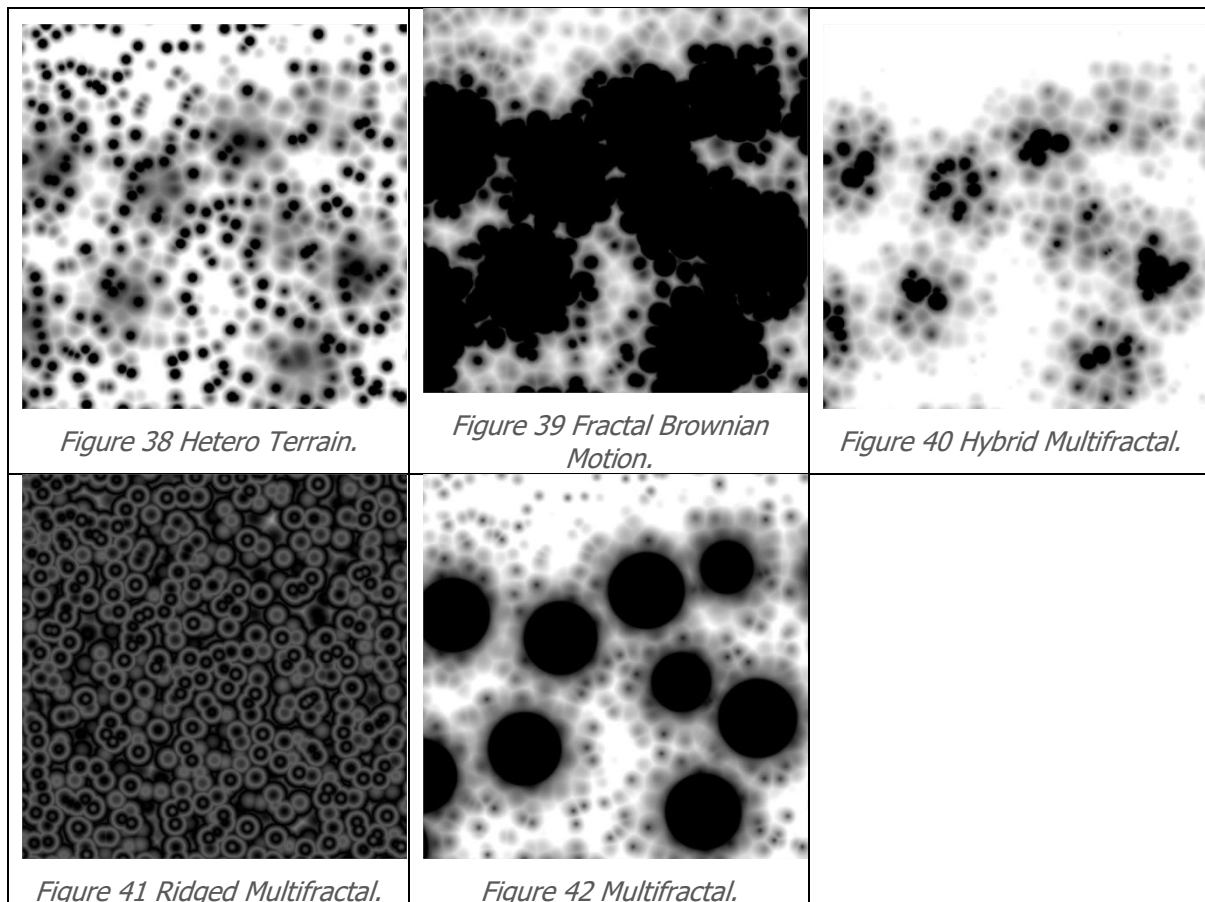 Figure 38 Hetero Terrain.
Figure 39 Fractal Brownian
Motion.
Figure 40 Hybrid Multifractal.
Figure 41 Ridged Multifractal.
Figure 42 Multifractal.